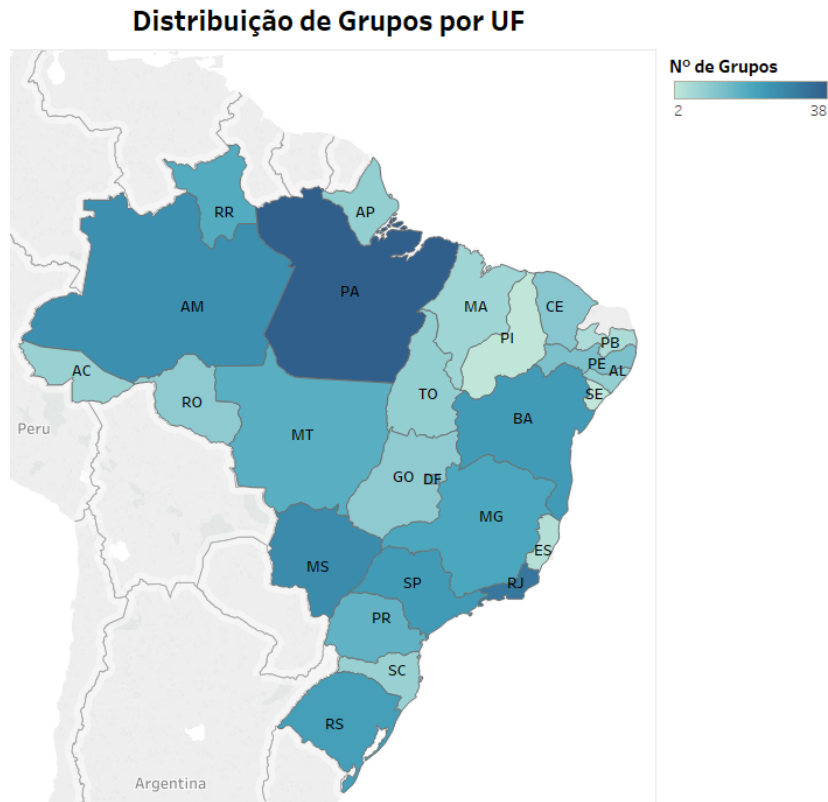 Distribuição de Grupos por UF
Nº de Grupos
2 38
RR
AP
AM
PA
MA
CE
PI
PB
PE
AL
SE
AC
RO
TO
BA
MT
Peru
GO
DF
MG
ES
MS
SP
RJ
PR
SC
RS
Argentina